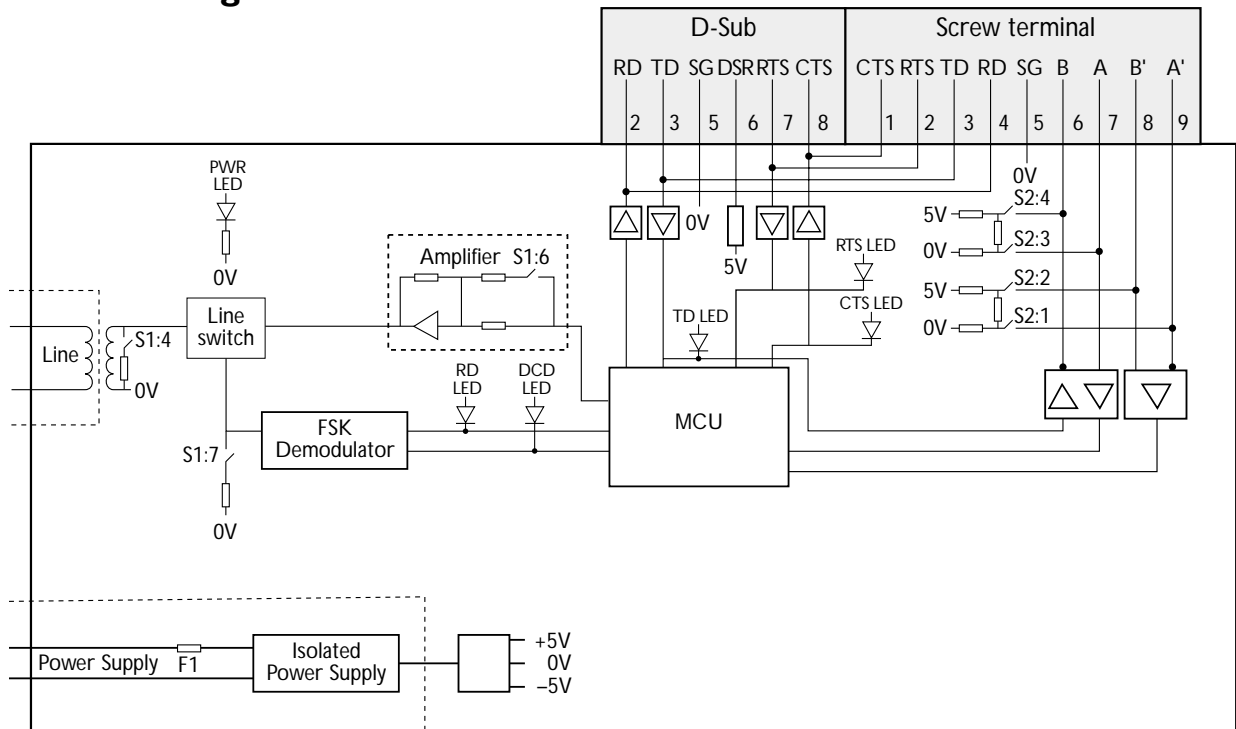 D-Sub Screw terminal
RD TD SG DSR RTS CTS CTS RTS TD RD SG B A B' A'
2 3 5 6 7 8 1 2 3 4 5 6 7 8 9
PWR
LED
0V
0V
0V
5V
5V S2:4
0V S2:3
5V S2:2
0V S2:1
RTS LED
CTS LED
TD LED
Amplifier S1:6
Line
Line
switch
S1:4
0V
RD
LED
DCD
LED
MCU
FSK
Demodulator
S1:7
0V
Power Supply F1
Isolated
Power Supply
+5V
0V
–5V